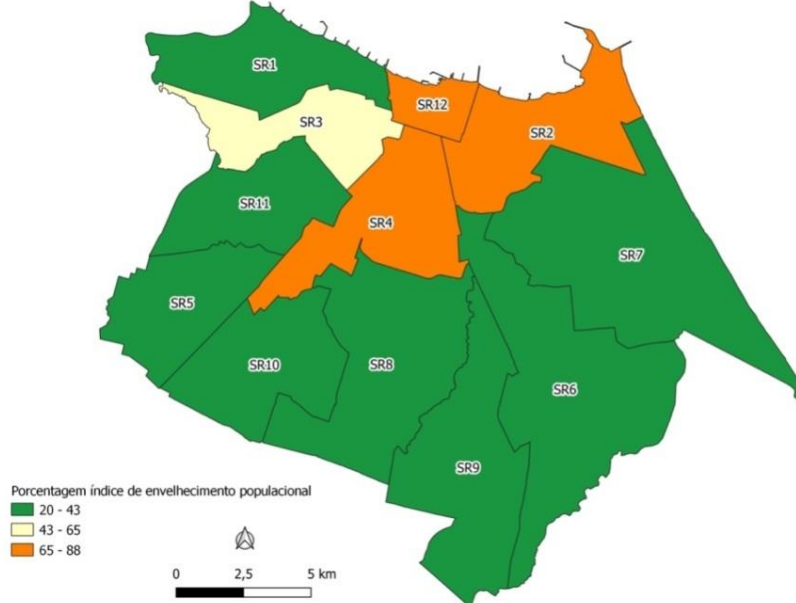 SR1
SR12
SR3
SR2
SR11
SR4
SR7
SR5
SR10
SR8
SR6
SR9
Porcentagem índice de envelhecimento populacional
20 - 43
43 - 65
65 - 88
0 2,5 5 km